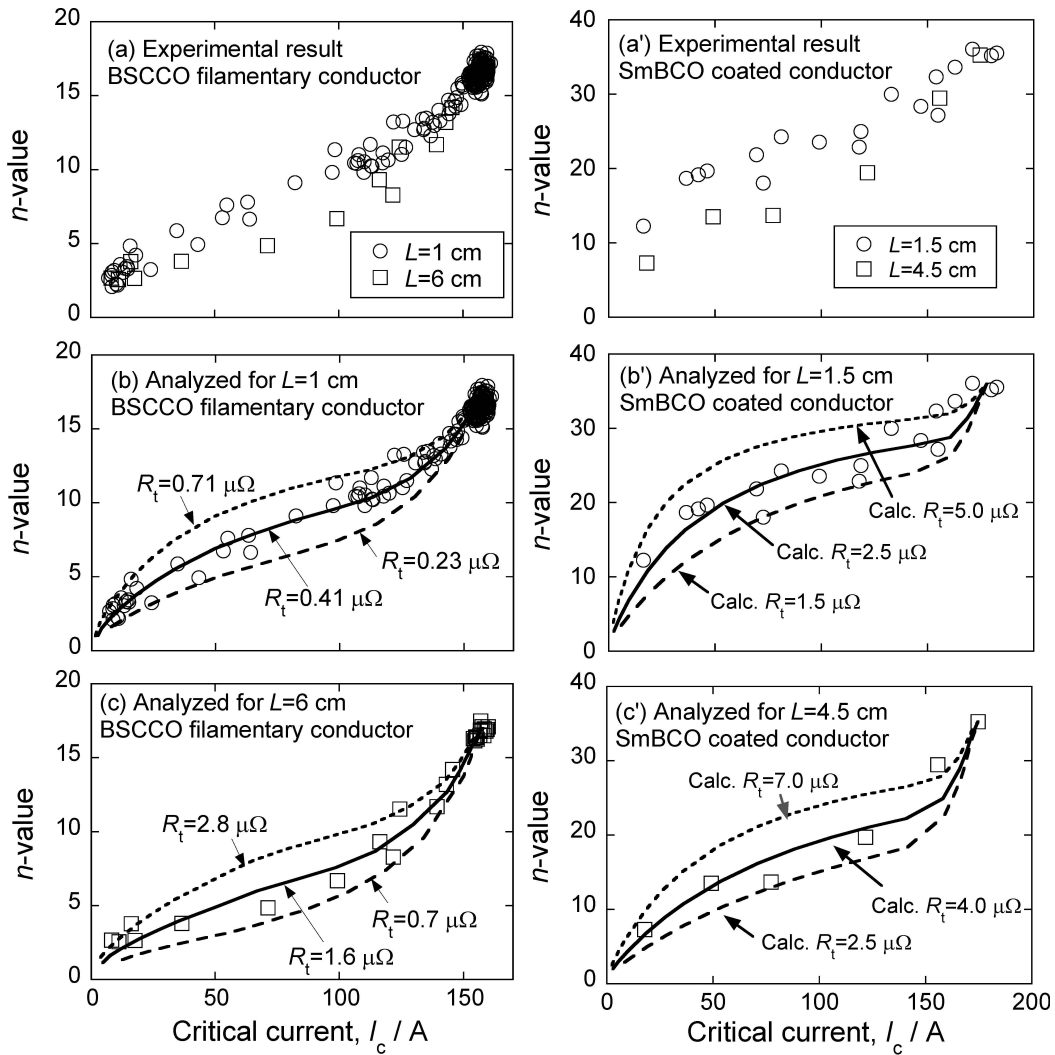 20
15
10
5
0
n-value
(a) Experimental result
BSCCO filamentary conductor
L=1 cm
L=6 cm
40
30
20
10
0
n-value
(a') Experimental result
SmBCO coated conductor
L=1.5 cm
L=4.5 cm
20
15
10
5
0
n-value
(b) Analyzed for L=1 cm
BSCCO filamentary conductor
Rt=0.71 μΩ
Rt=0.23 μΩ
Rt=0.41 μΩ
40
30
20
10
0
n-value
(b') Analyzed for L=1.5 cm
SmBCO coated conductor
Calc. Rt=5.0 μΩ
Calc. Rt=2.5 μΩ
Calc. Rt=1.5 μΩ
20
15
10
5
0
n-value
(c) Analyzed for L=6 cm
BSCCO filamentary conductor
Rt=2.8 μΩ
Rt=0.7 μΩ
Rt=1.6 μΩ
0 50 100 150
Critical current, Ic / A
40
30
20
10
0
n-value
(c') Analyzed for L=4.5 cm
SmBCO coated conductor
Calc. Rt=7.0 μΩ
Calc. Rt=4.0 μΩ
Calc. Rt=2.5 μΩ
0 50 100 150 200
Critical current, Ic / A